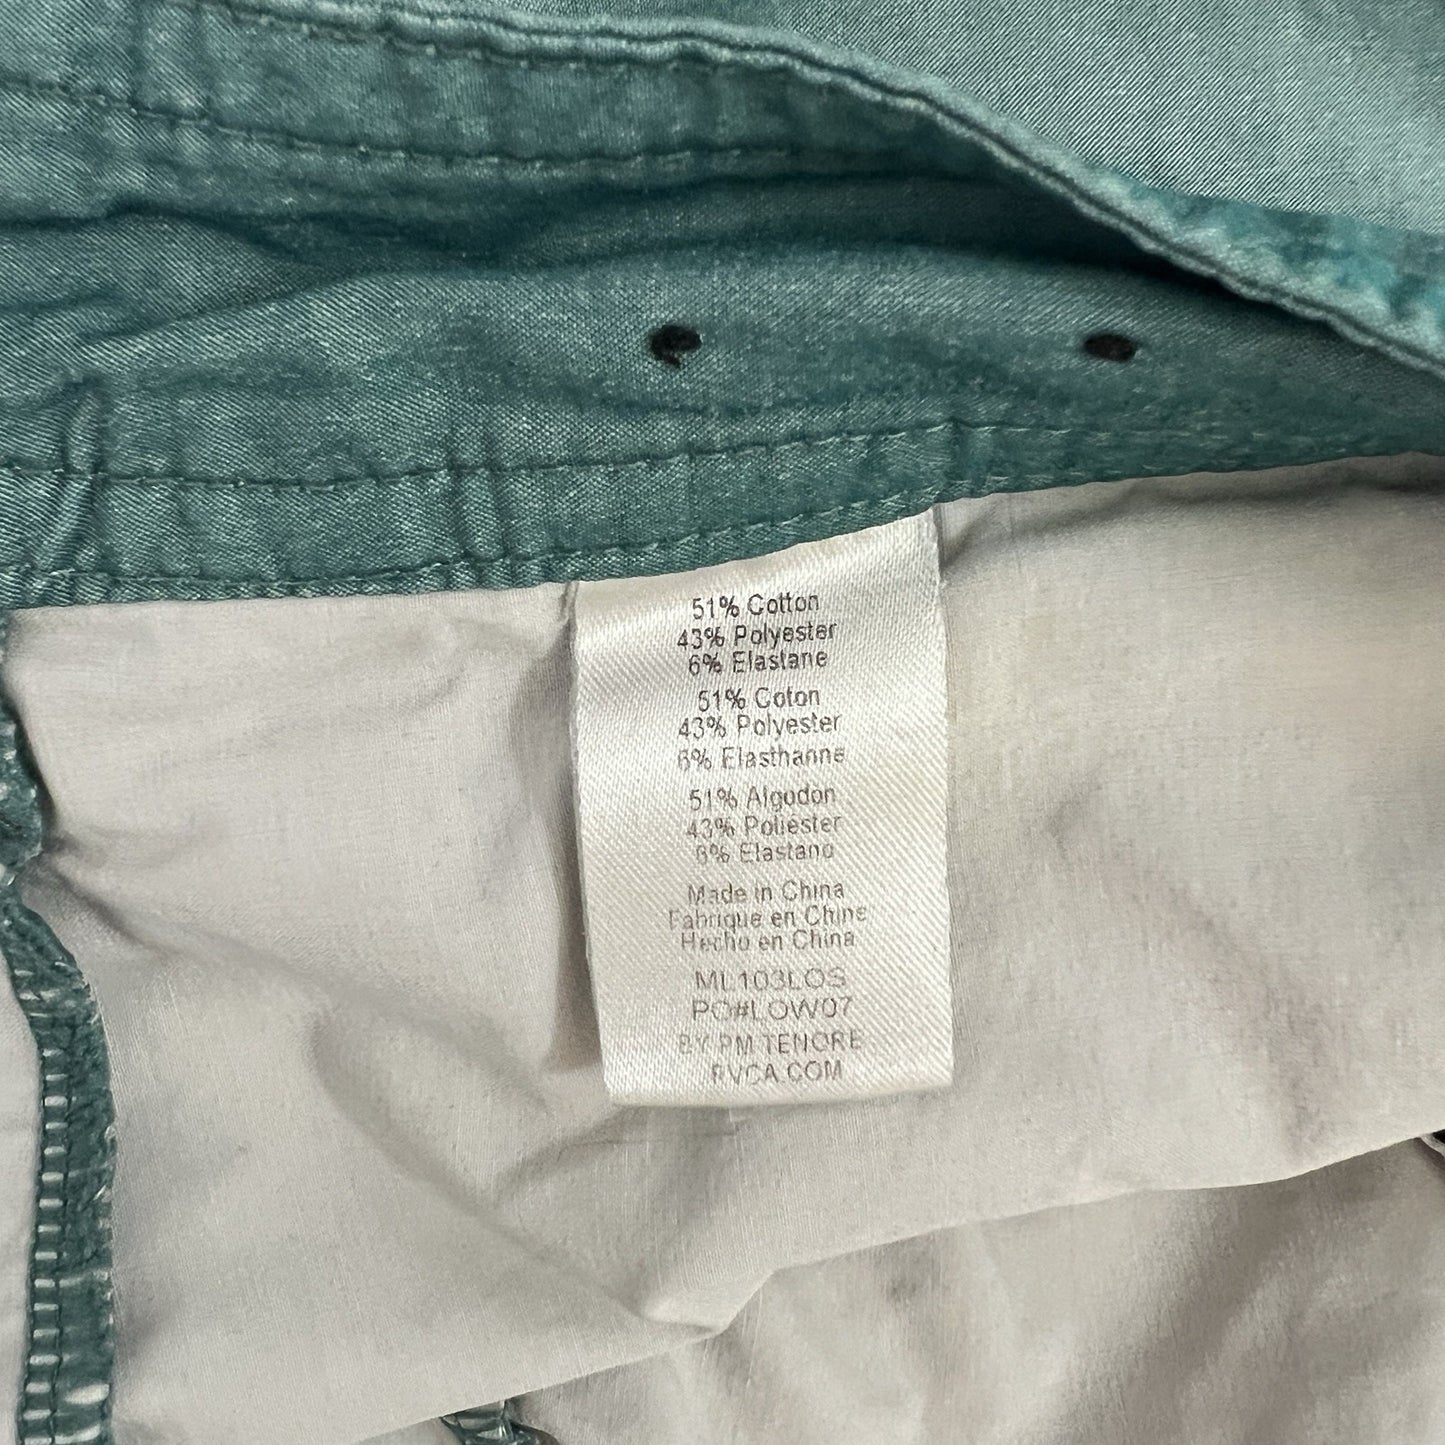 51% Cotton
43% Polyester
6% Elastane
51% Coton
43% Polyester
6% Elasthanne
51% Algodon
43% Poliéster
6% Elastano
Made in China
Fabrique en Chine
Hecho en China
ML103LOS
PO#LOW07
BY PM TENORE
RVCA.COM